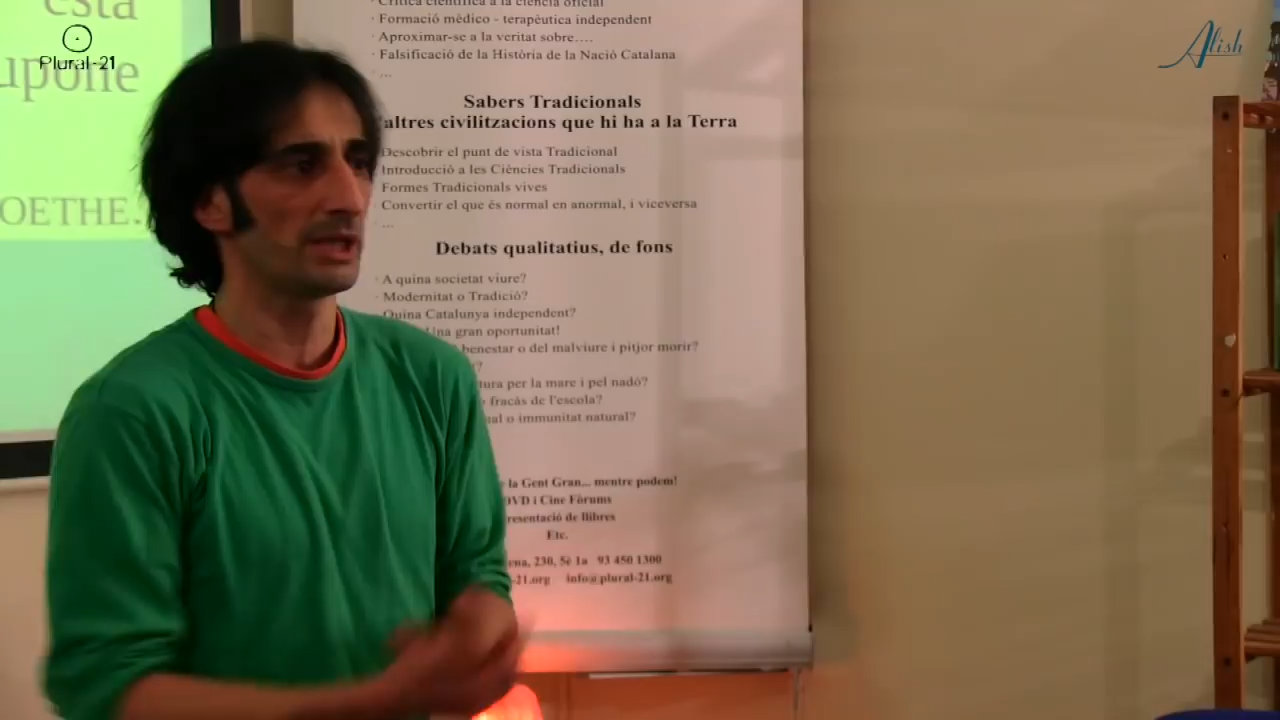 esta
Plural-21
upone
OETHE.
Alish
· Crítica científica a la ciència oficial
· Formació mèdico - terapèutica independent
· Aproximar-se a la veritat sobre....
· Falsificació de la Història de la Nació Catalana
· ...
Sabers Tradicionals
altres civilitzacions que hi ha a la Terra
Descobrir el punt de vista Tradicional
Introducció a les Ciències Tradicionals
Formes Tradicionals vives
Convertir el que és normal en anormal, i viceversa
...
Debats qualitatius, de fons
· A quina societat viure?
· Modernitat o Tradició?
Quina Catalunya independent?
Una gran oportunitat!
benestar o del malviure i pitjor morir?
?
tura per la mare i pel nadó?
fracàs de l'escola?
al o immunitat natural?
la Gent Gran... mentre podem!
DVD i Cine Fòrums
resentació de llibres
Etc.
ena, 230, 5è 1a 93 450 1300
-21.org info@plural-21.org